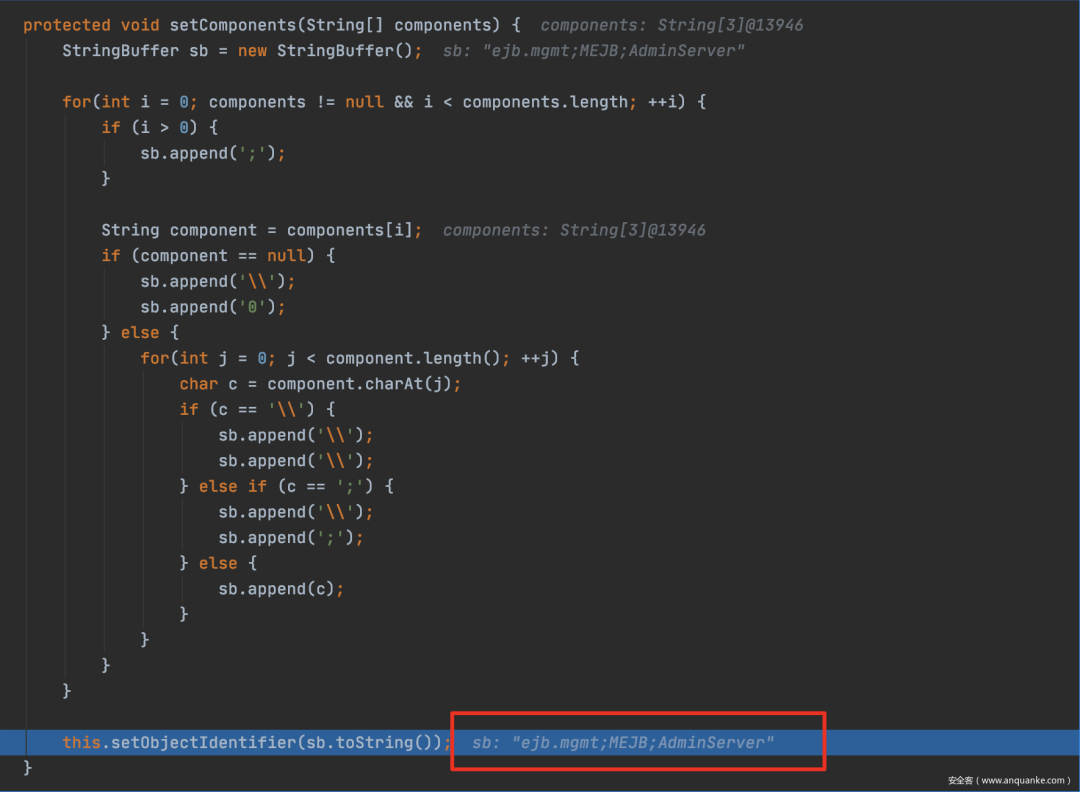 protected void setComponents(String[] components) {  components: String[3]@13946
    StringBuffer sb = new StringBuffer();  sb: "ejb.mgmt;MEJB;AdminServer"
    for(int i = 0; components != null && i < components.length; ++i) {
        if (i > 0) {
            sb.append(';');
        }
        String component = components[i];  components: String[3]@13946
        if (component == null) {
            sb.append('\\');
            sb.append('0');
        } else {
            for(int j = 0; j < component.length(); ++j) {
                char c = component.charAt(j);
                if (c == '\\') {
                    sb.append('\\');
                    sb.append('\\');
                } else if (c == ';') {
                    sb.append('\\');
                    sb.append(';');
                } else {
                    sb.append(c);
                }
            }
        }
    }
    this.setObjectIdentifier(sb.toString());  sb: "ejb.mgmt;MEJB;AdminServer"
}
安全客（www.anquanke.com）